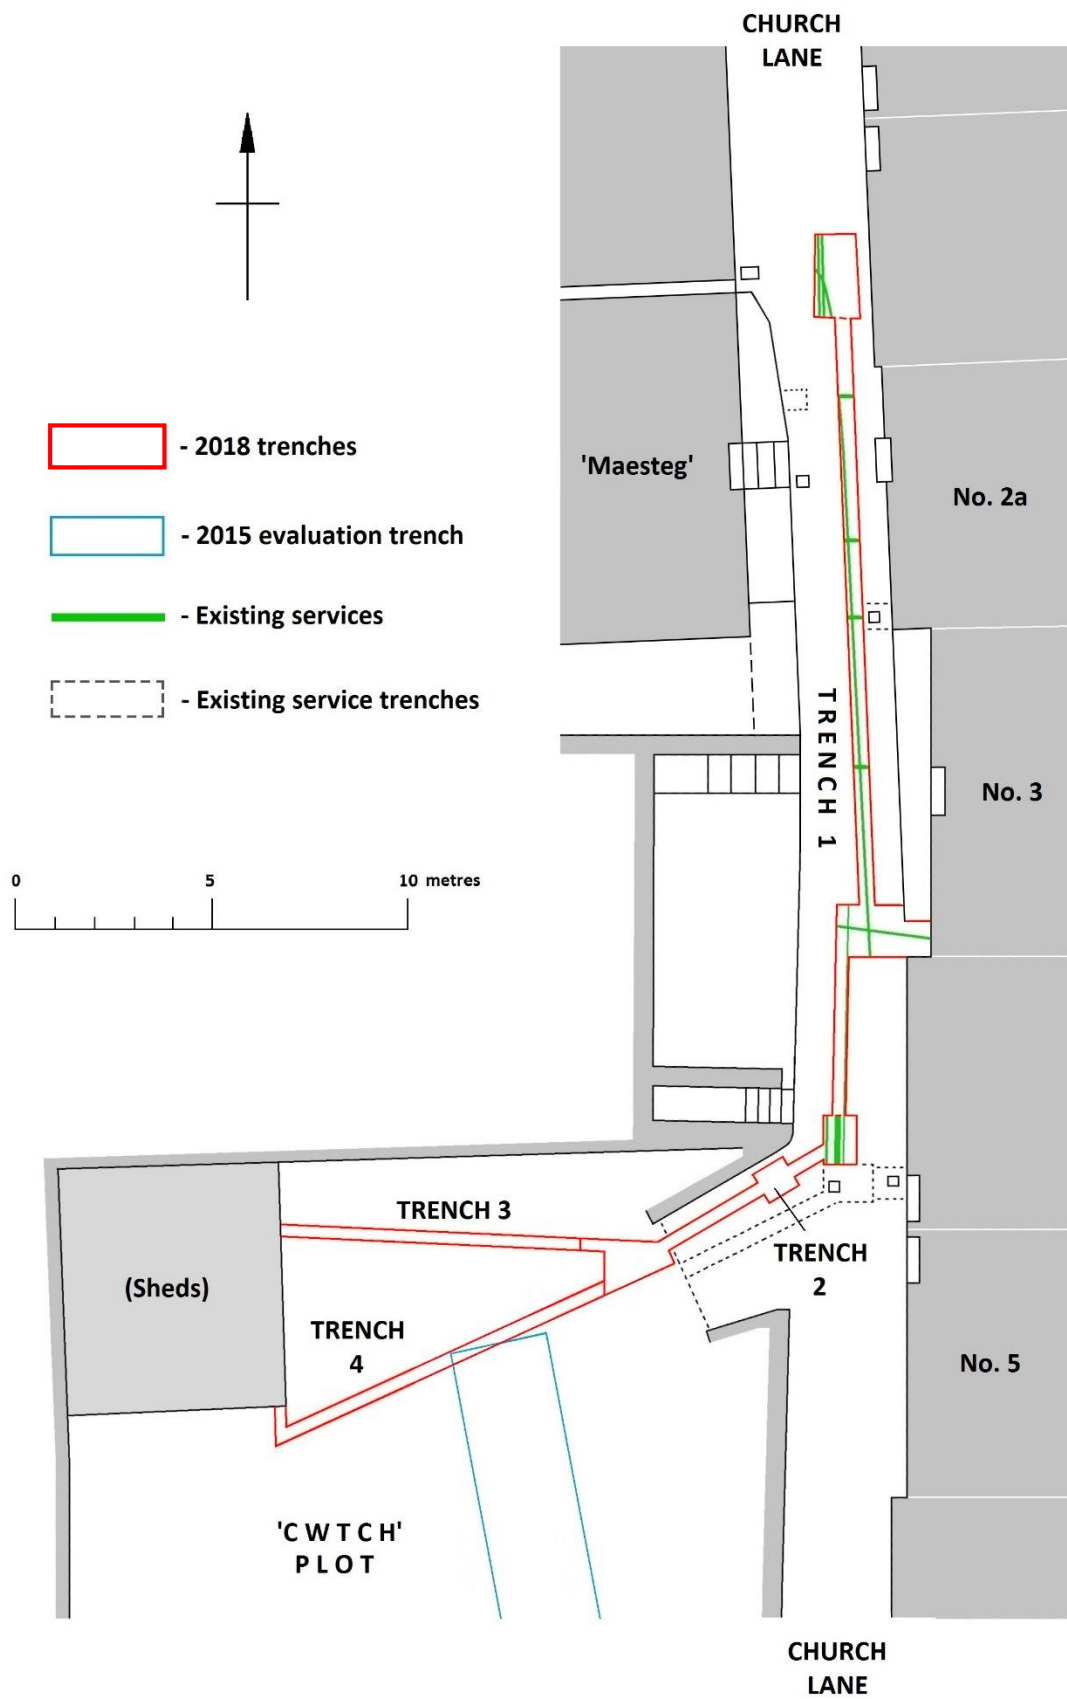 CHURCH
LANE
- 2018 trenches
'Maesteg'
No. 2a
- 2015 evaluation trench
- Existing services
- Existing service trenches
TRENCH 1
No. 3
0 5 10 metres
TRENCH 3
TRENCH
2
(Sheds)
TRENCH
4
No. 5
'CWTCH'
PLOT
CHURCH
LANE